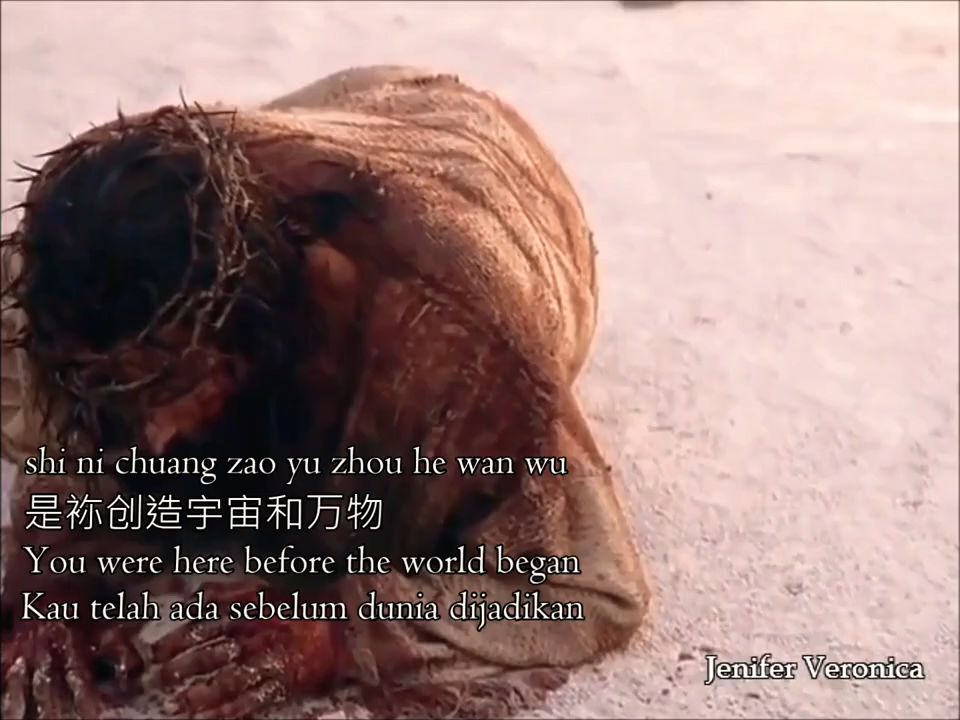 shi ni chuang zao yu zhou he wan wu
是祢创造宇宙和万物
You were here before the world began
Kau telah ada sebelum dunia dijadikan
Jenifer Veronica